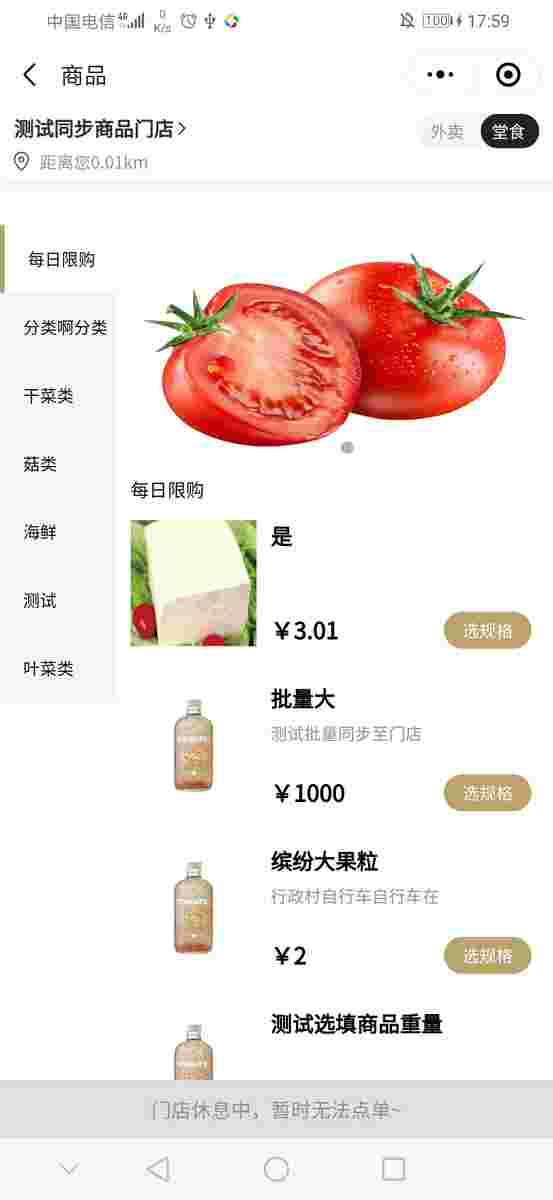 中国电信 4G 0 K/s 100 17:59
商品
测试同步商品门店
外卖 堂食
距离您0.01km
每日限购
分类啊分类
干菜类
菇类
海鲜
测试
叶菜类
每日限购
是
￥3.01
选规格
批量大
测试批量同步至门店
￥1000
选规格
缤纷大果粒
行政村自行车自行车在
￥2
选规格
测试选填商品重量
门店休息中，暂时无法点单~